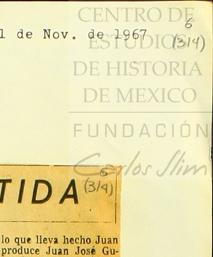 CENTRO DE
ESTUDIOS
1 de Nov. de 1967
6
(3/4)
DE HISTORIA
DE MEXICO
FUNDACIÓN
Carlos Slim
6
(3/4)
TIDA
lo que lleva hecho Juan
produce Juan José Gu-